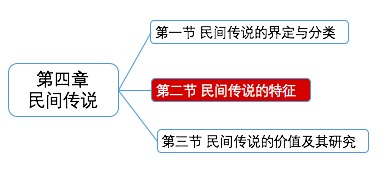 第四章
民间传说
第一节 民间传说的界定与分类
第二节 民间传说的特征
第三节 民间传说的价值及其研究